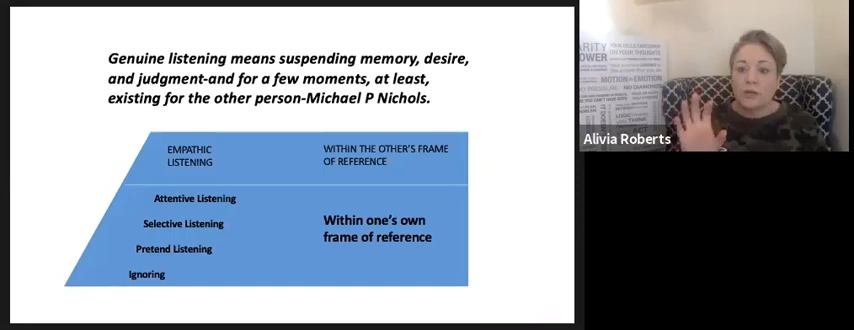 Genuine listening means suspending memory, desire,
and judgment-and for a few moments, at least,
existing for the other person-Michael P Nichols.
EMPATHIC
LISTENING
WITHIN THE OTHER'S FRAME
OF REFERENCE
Attentive Listening
Selective Listening
Pretend Listening
Ignoring
Within one's own
frame of reference
Alivia Roberts
MOTION
EMOTION